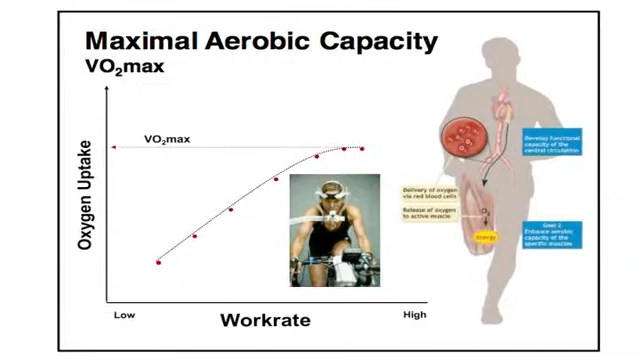 Maximal Aerobic Capacity
VO₂max
Oxygen Uptake
VO₂max
Low
Workrate
High
Develop functional
capacity of the
central circulation
Delivery of oxygen
via red blood cells
Release of oxygen
to active muscle
O₂
Energy
Goal 2
Enhance aerobic
capacity of the
specific muscles